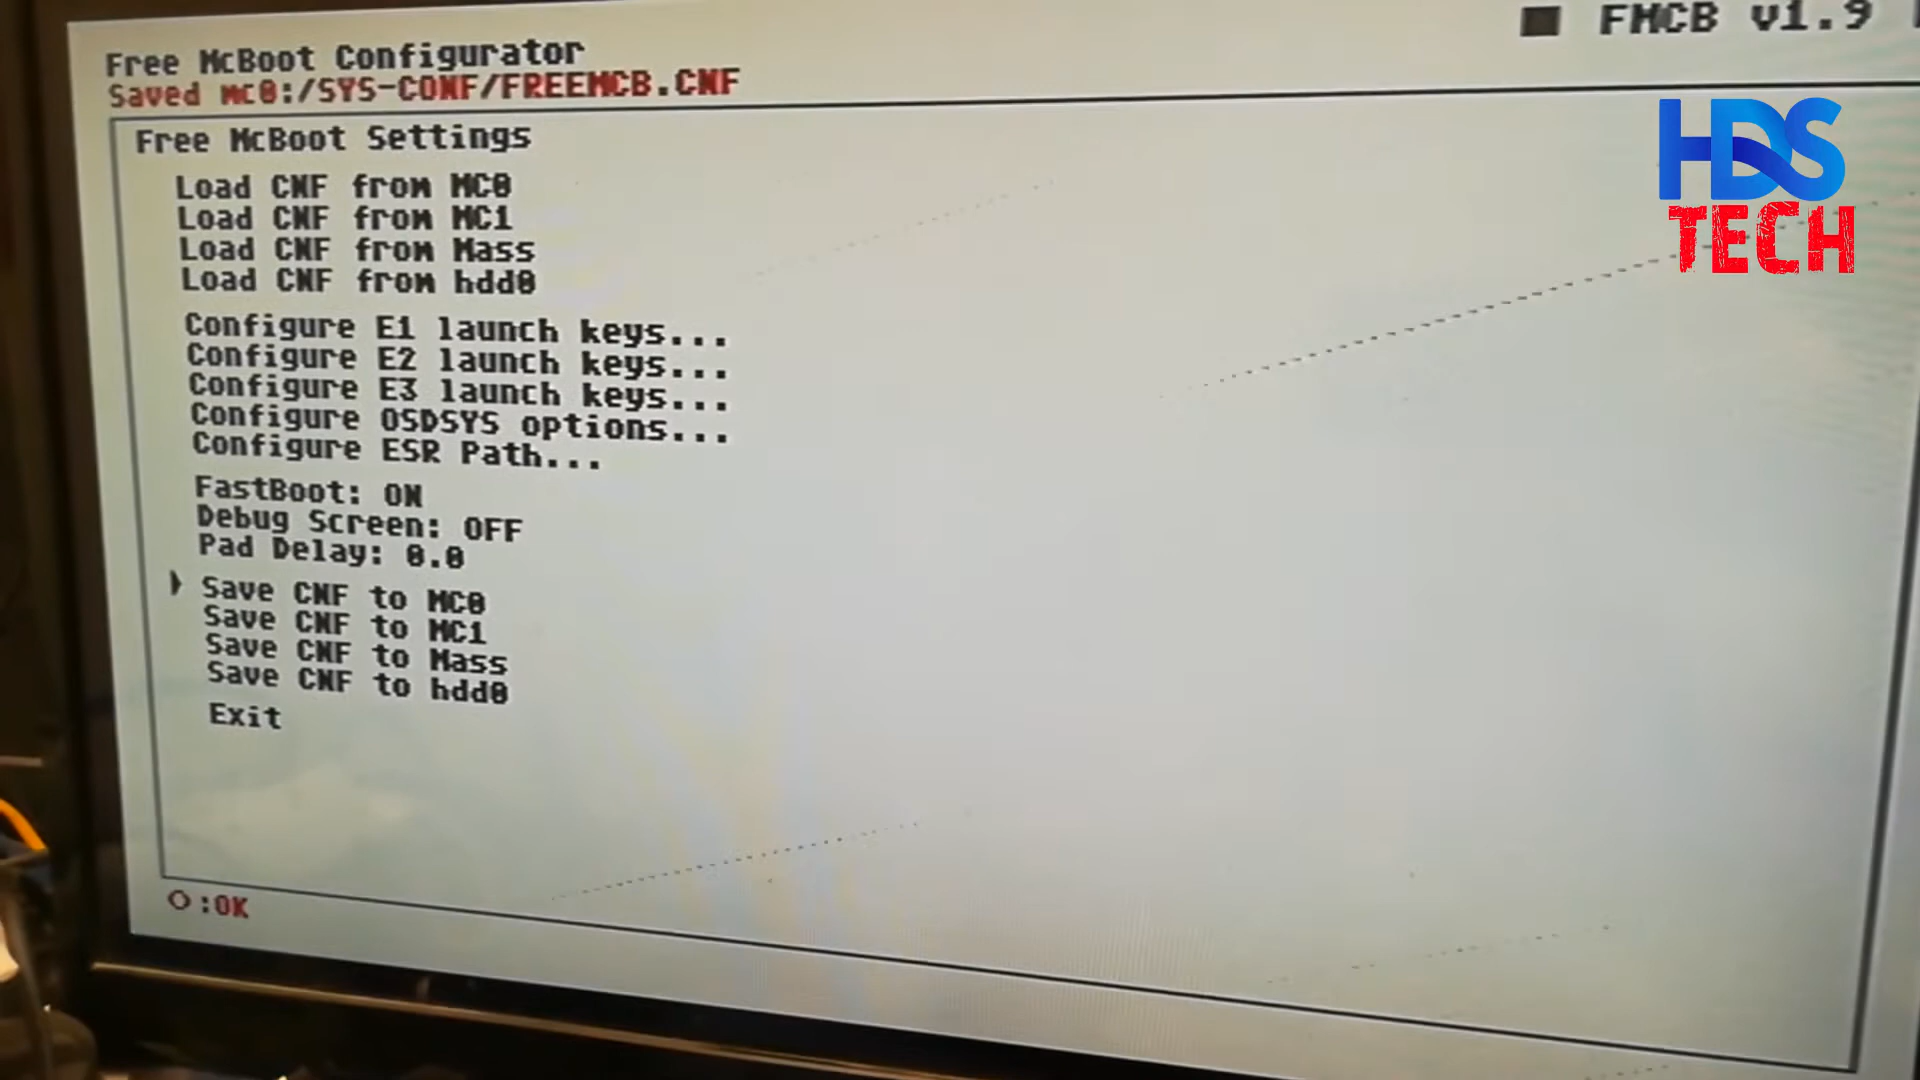 FMCB v1.9
Free McBoot Configurator
Saved mc0:/SYS-CONF/FREEMCB.CNF
HDS
TECH
Free McBoot Settings
Load CNF from MC0
Load CNF from MC1
Load CNF from Mass
Load CNF from hdd0
Configure E1 launch keys...
Configure E2 launch keys...
Configure E3 launch keys...
Configure OSDSYS options...
Configure ESR Path...
FastBoot: ON
Debug Screen: OFF
Pad Delay: 0.0
Save CNF to MC0
Save CNF to MC1
Save CNF to Mass
Save CNF to hdd0
Exit
O:OK